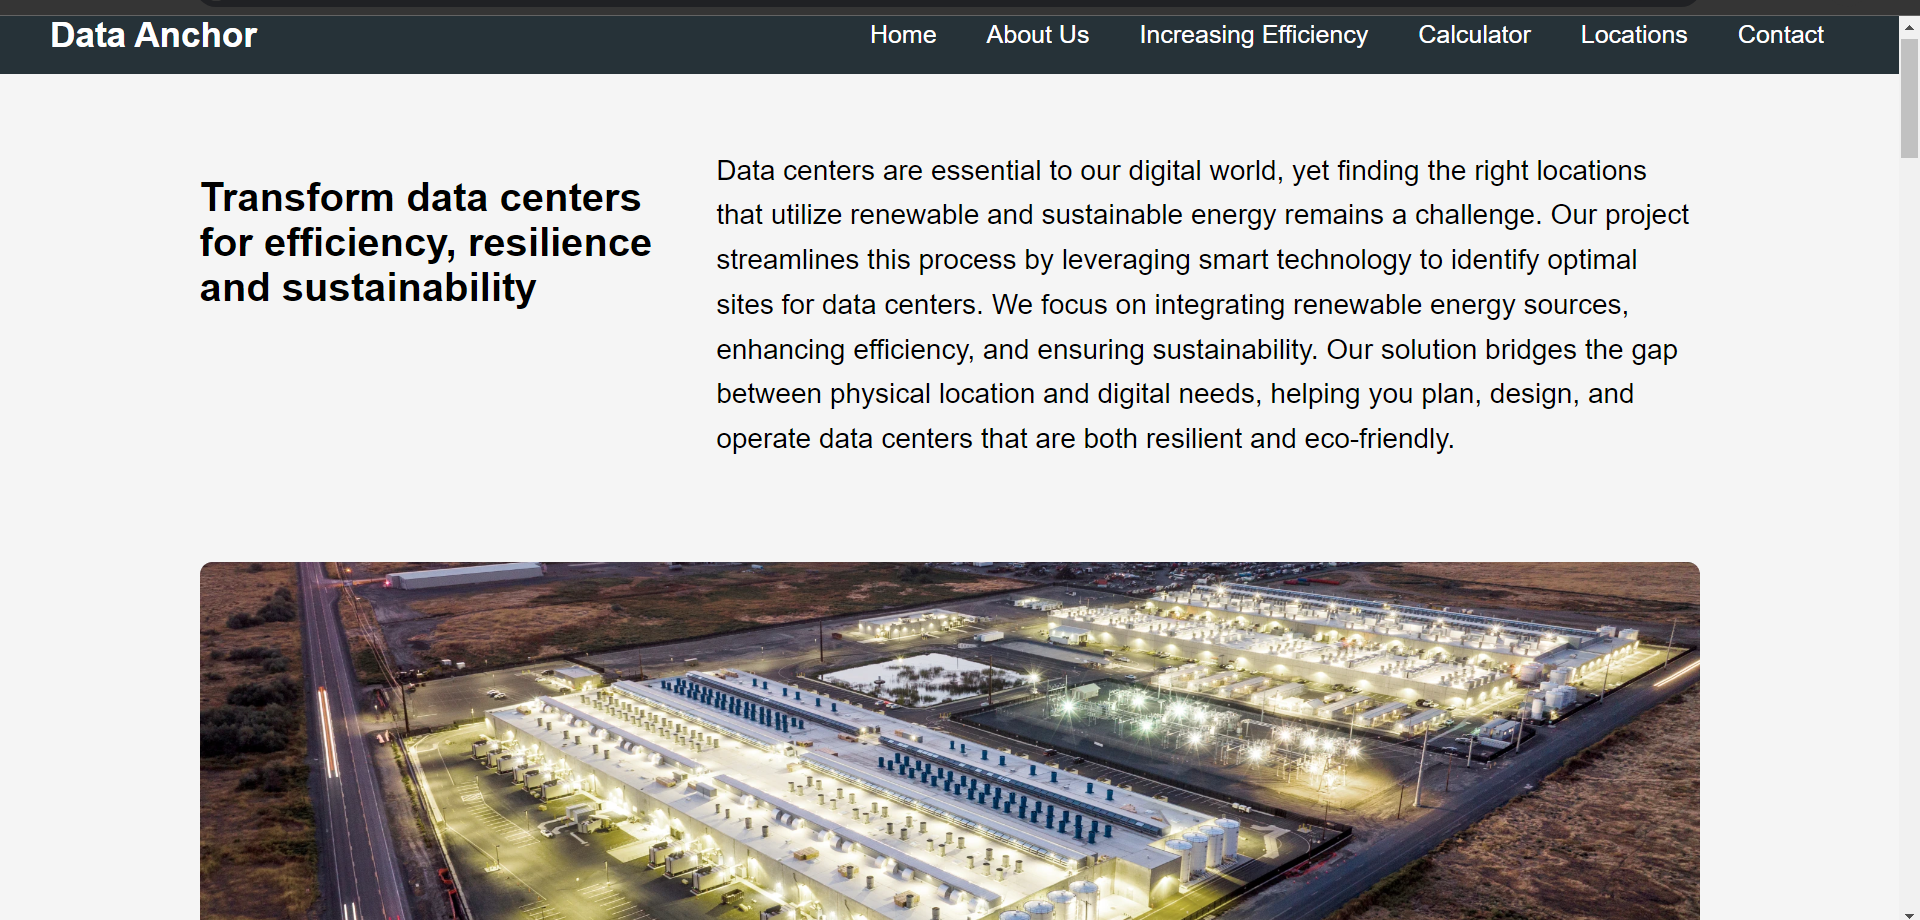 Data Anchor
Home About Us Increasing Efficiency Calculator Locations Contact
Transform data centers
for efficiency, resilience
and sustainability
Data centers are essential to our digital world, yet finding the right locations
that utilize renewable and sustainable energy remains a challenge. Our project
streamlines this process by leveraging smart technology to identify optimal
sites for data centers. We focus on integrating renewable energy sources,
enhancing efficiency, and ensuring sustainability. Our solution bridges the gap
between physical location and digital needs, helping you plan, design, and
operate data centers that are both resilient and eco-friendly.